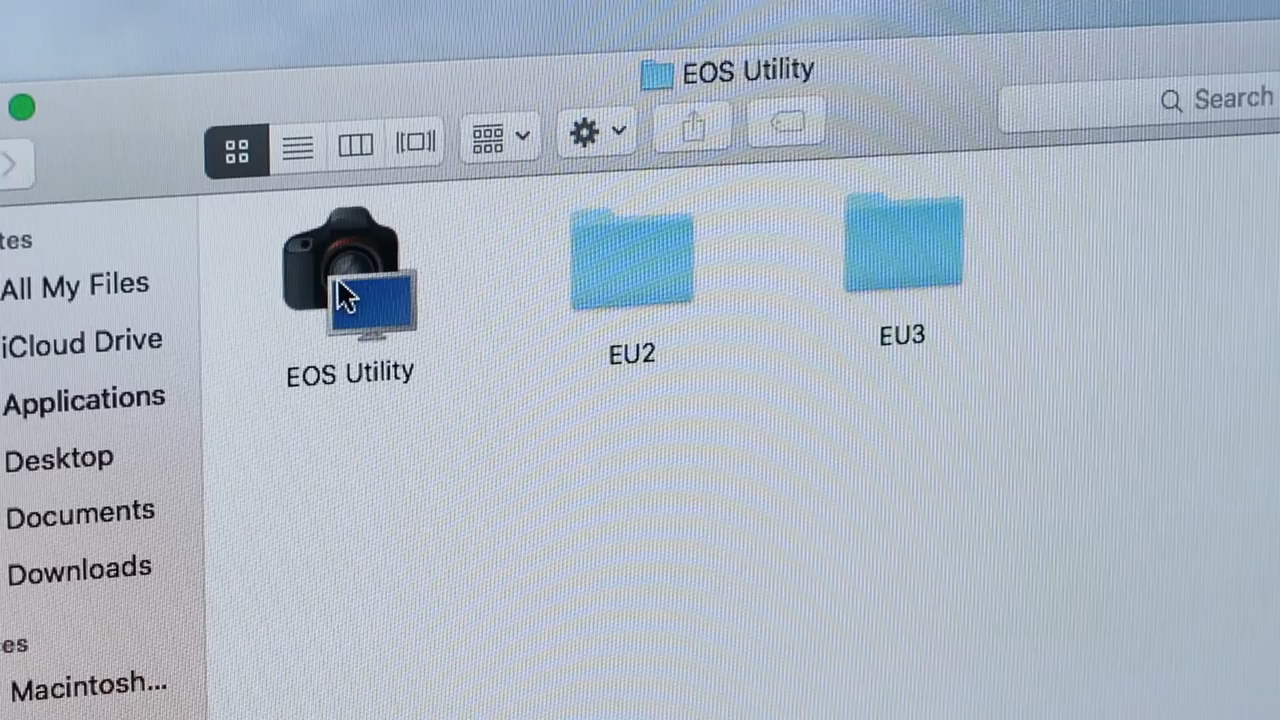 EOS Utility
Search
tes
All My Files
iCloud Drive
Applications
Desktop
Documents
Downloads
es
Macintosh...
EOS Utility
EU2
EU3